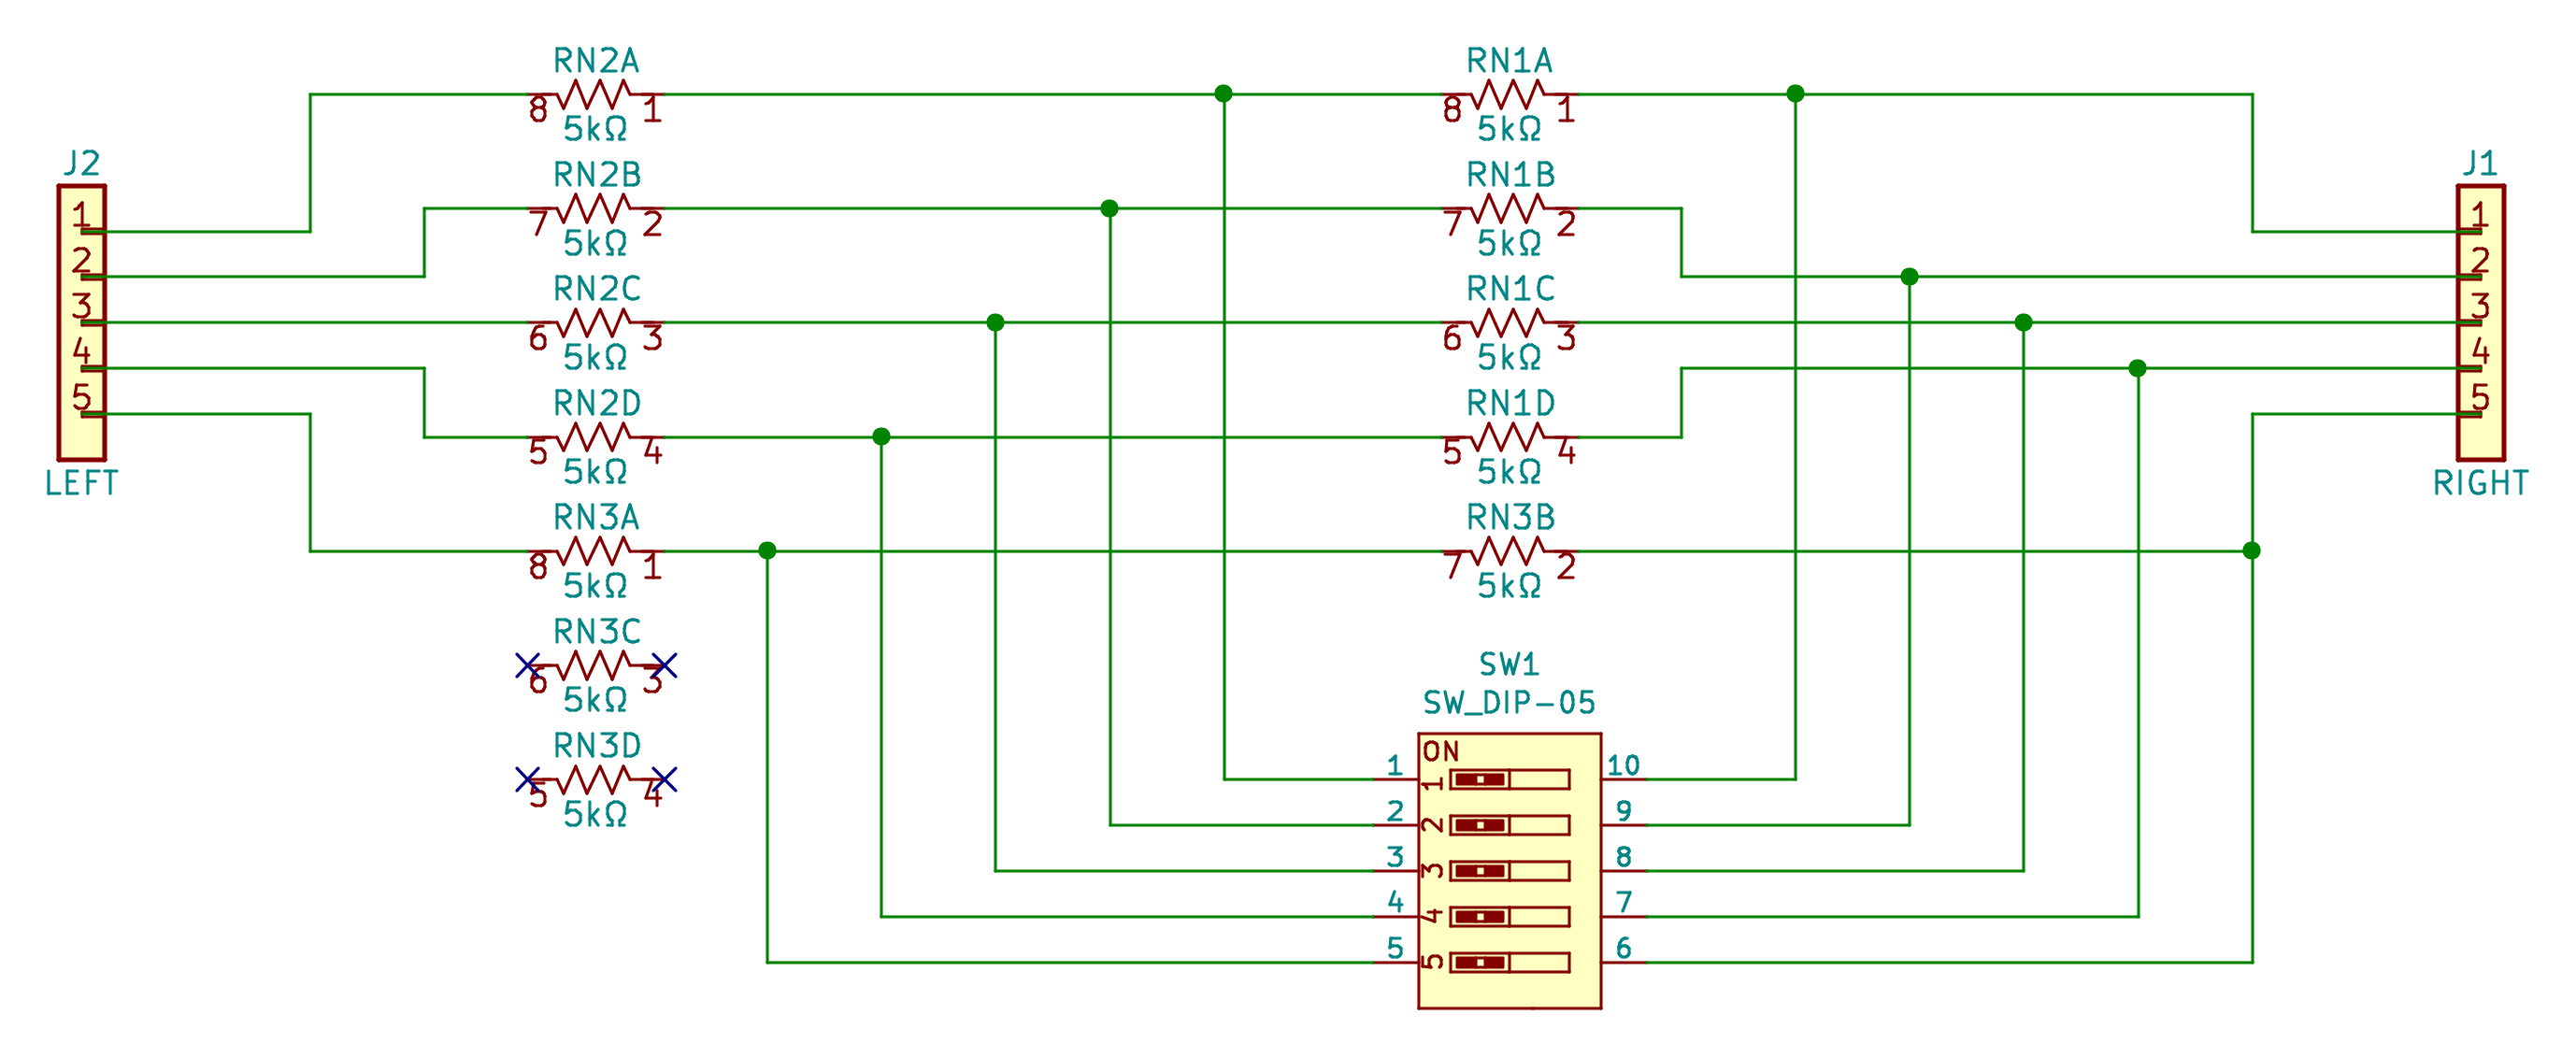 RN2A
8 1
5kΩ
RN1A
8 1
5kΩ
J2
1
2
3
4
5
LEFT
RN2B
7 2
5kΩ
RN1B
7 2
5kΩ
J1
1
2
3
4
5
RIGHT
RN2C
6 3
5kΩ
RN1C
6 3
5kΩ
RN2D
5 4
5kΩ
RN1D
5 4
5kΩ
RN3A
8 1
5kΩ
RN3B
7 2
5kΩ
RN3C
6 3
5kΩ
RN3D
5 4
5kΩ
SW1
SW_DIP-05
ON
1 1 10
2 2 9
3 3 8
4 4 7
5 5 6